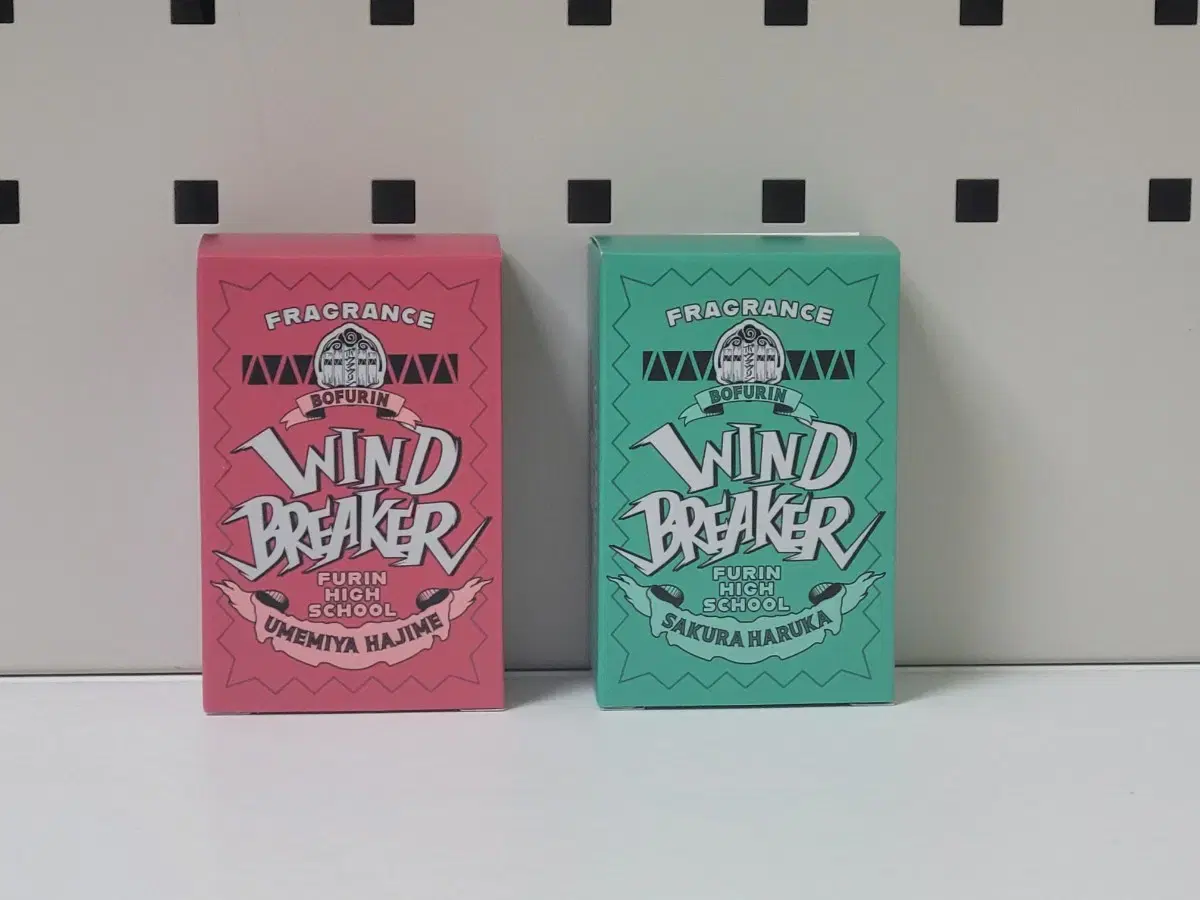 FRAGRANCE
BOFURIN
WIND
BREAKER
FURIN
HIGH
SCHOOL
UMEMIYA HAJIME
FRAGRANCE
BOFURIN
WIND
BREAKER
FURIN
HIGH
SCHOOL
SAKURA HARUKA